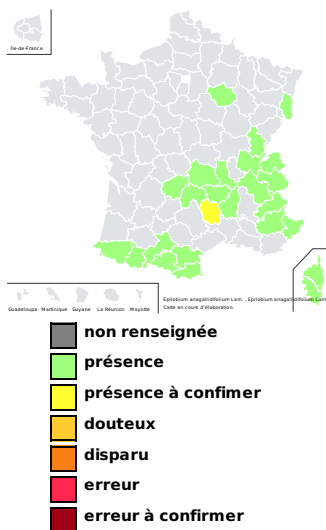 Île-de-France
Guadeloupe Martinique Guyane La Réunion Mayotte
Epilobium anagallidifolium Lam. , Epilobium anagallidifolium Lam
Carte en cours d'élaboration.
non renseignée
présence
présence à confimer
douteux
disparu
erreur
erreur à confirmer